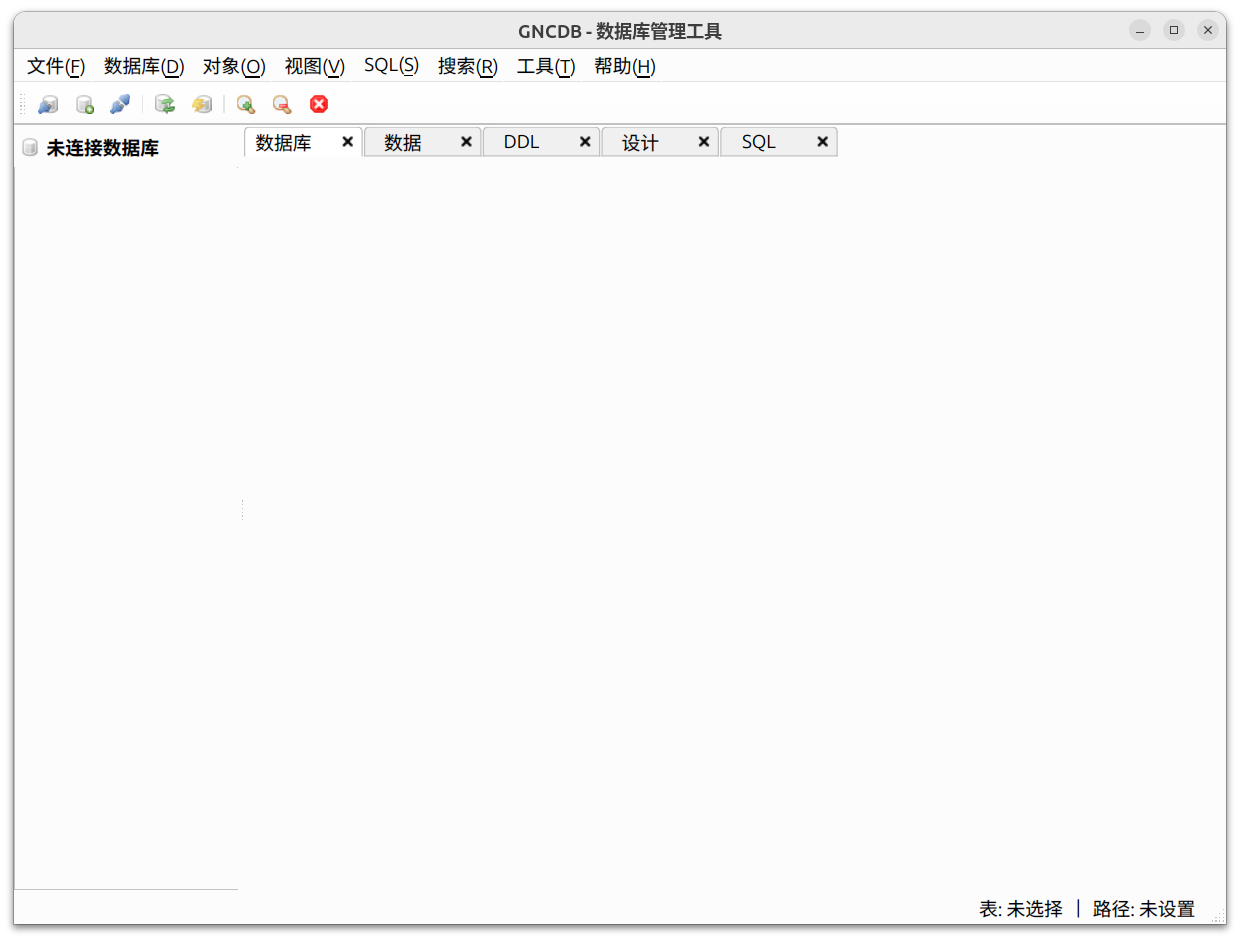 GNCDB - 数据库管理工具
文件(F) 数据库(D) 对象(O) 视图(V) SQL(S) 搜索(R) 工具(T) 帮助(H)
未连接数据库
数据库 数据 DDL 设计 SQL
表: 未选择 | 路径: 未设置